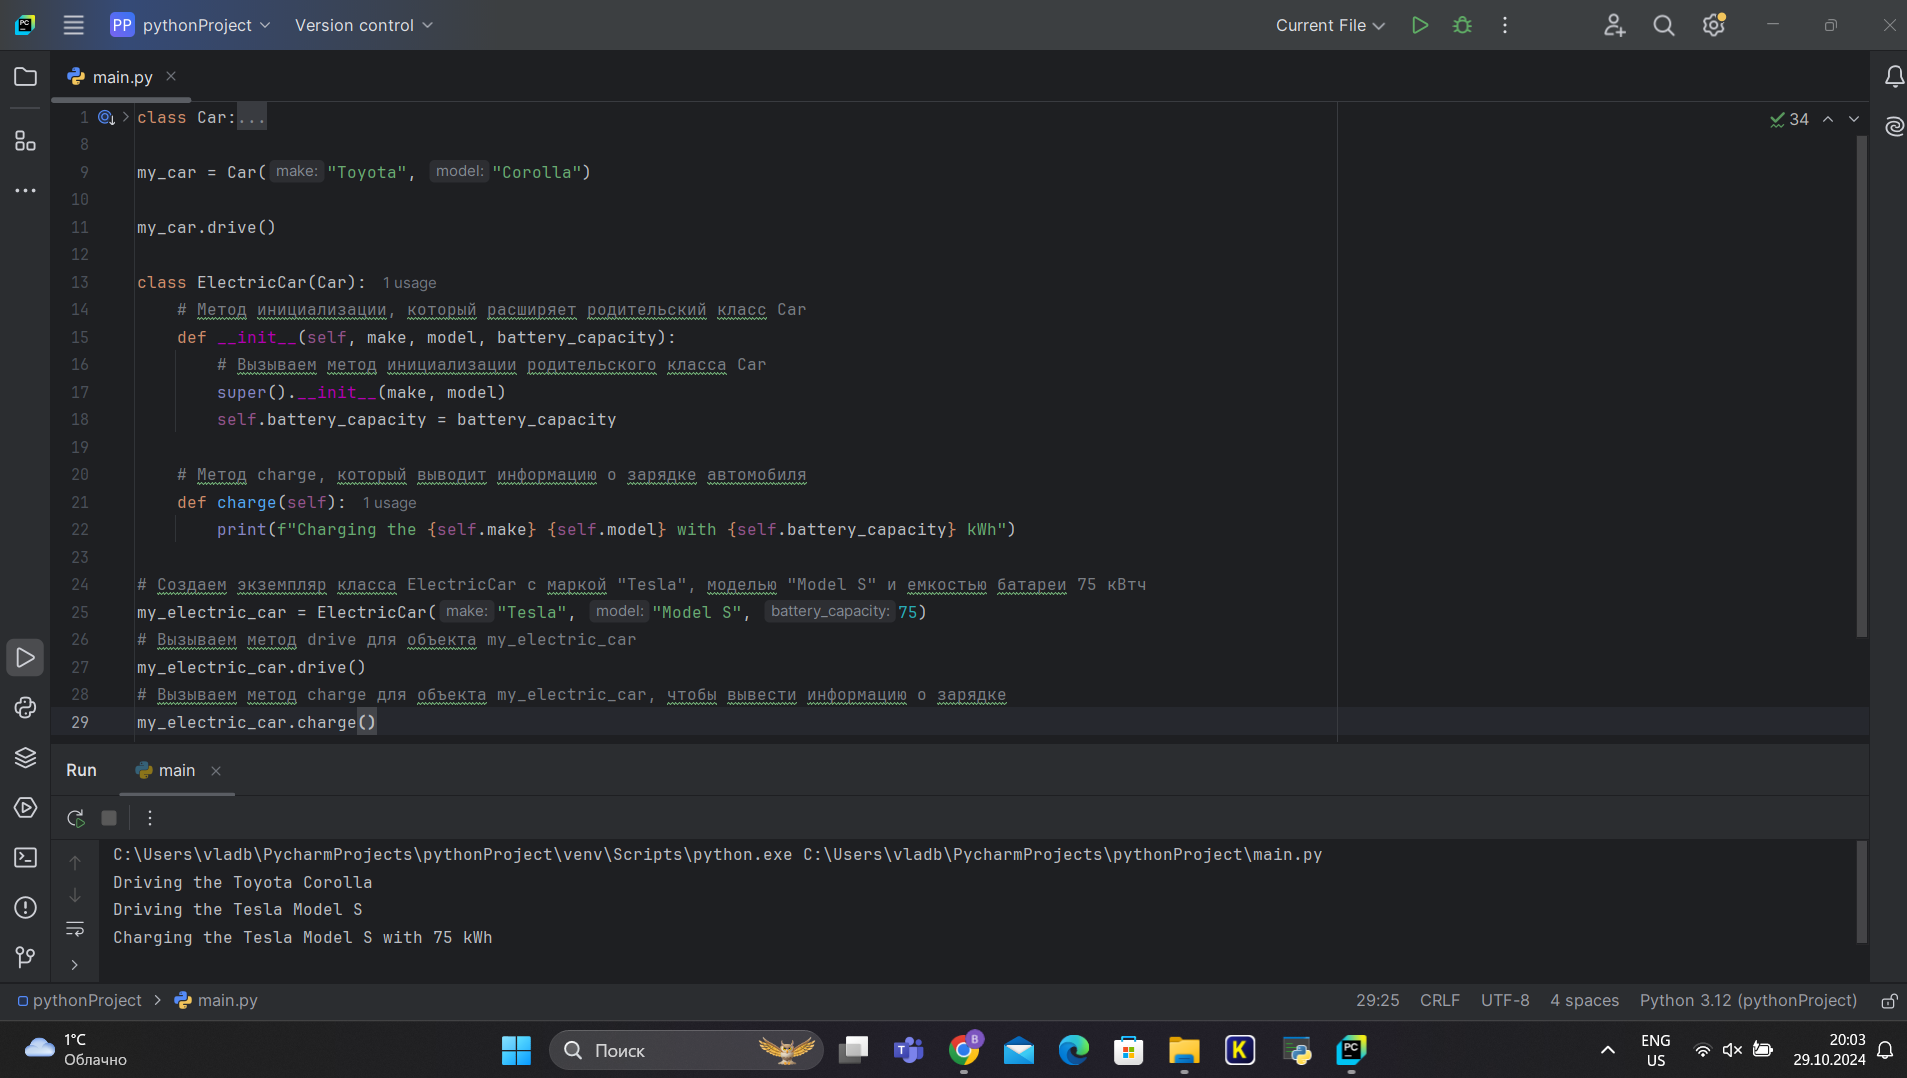 PC
PP pythonProject Version control Current File
main.py
34
1 class Car:...
8
9 my_car = Car( make: "Toyota", model: "Corolla")
10
11 my_car.drive()
12
13 class ElectricCar(Car): 1 usage
14 # Метод инициализации, который расширяет родительский класс Car
15 def __init__(self, make, model, battery_capacity):
16 # Вызываем метод инициализации родительского класса Car
17 super().__init__(make, model)
18 self.battery_capacity = battery_capacity
19
20 # Метод charge, который выводит информацию о зарядке автомобиля
21 def charge(self): 1 usage
22 print(f"Charging the {self.make} {self.model} with {self.battery_capacity} kWh")
23
24 # Создаем экземпляр класса ElectricCar с маркой "Tesla", моделью "Model S" и емкостью батареи 75 кВтч
25 my_electric_car = ElectricCar( make: "Tesla", model: "Model S", battery_capacity: 75)
26 # Вызываем метод drive для объекта my_electric_car
27 my_electric_car.drive()
28 # Вызываем метод charge для объекта my_electric_car, чтобы вывести информацию о зарядке
29 my_electric_car.charge()
Run main
C:\Users\vladb\PycharmProjects\pythonProject\venv\Scripts\python.exe C:\Users\vladb\PycharmProjects\pythonProject\main.py
Driving the Toyota Corolla
Driving the Tesla Model S
Charging the Tesla Model S with 75 kWh
pythonProject > main.py 29:25 CRLF UTF-8 4 spaces Python 3.12 (pythonProject)
1°C
Облачно
Поиск
B
K
PC
ENG
US
20:03
29.10.2024